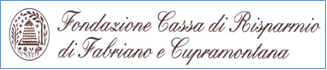 Fondazione Cassa di Risparmio
di Fabriano e Cupramontana